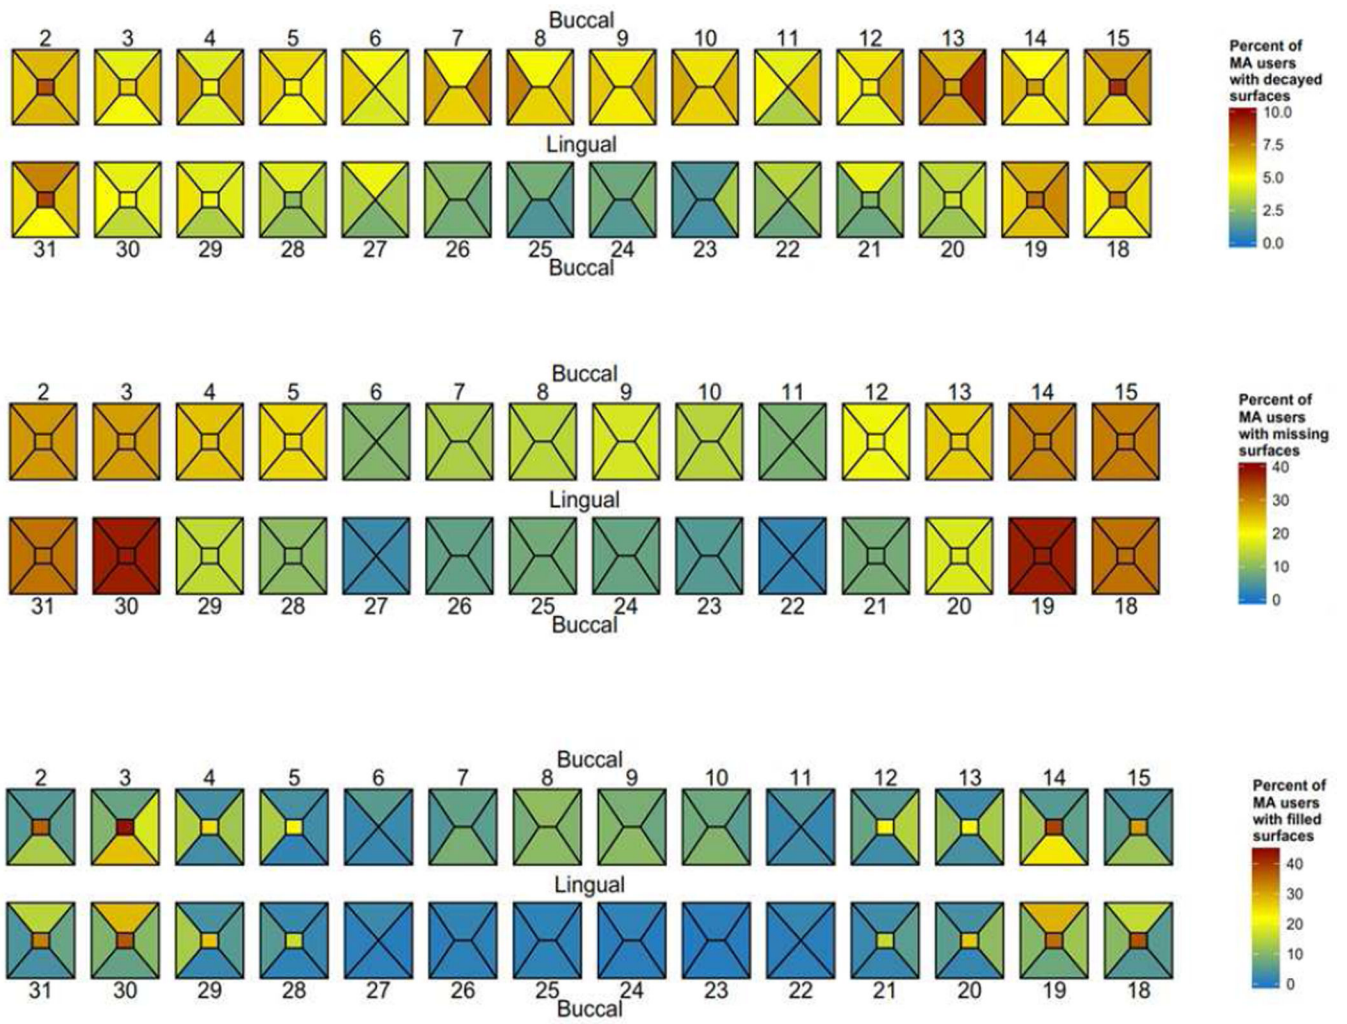 Buccal
2 3 4 5 6 7 8 9 10 11 12 13 14 15
Lingual
31 30 29 28 27 26 25 24 23 22 21 20 19 18
Buccal
Percent of
MA users
with decayed
surfaces
10.0
7.5
5.0
2.5
0.0
Buccal
2 3 4 5 6 7 8 9 10 11 12 13 14 15
Lingual
31 30 29 28 27 26 25 24 23 22 21 20 19 18
Buccal
Percent of
MA users
with missing
surfaces
40
30
20
10
0
Buccal
2 3 4 5 6 7 8 9 10 11 12 13 14 15
Lingual
31 30 29 28 27 26 25 24 23 22 21 20 19 18
Buccal
Percent of
MA users
with filled
surfaces
40
30
20
10
0